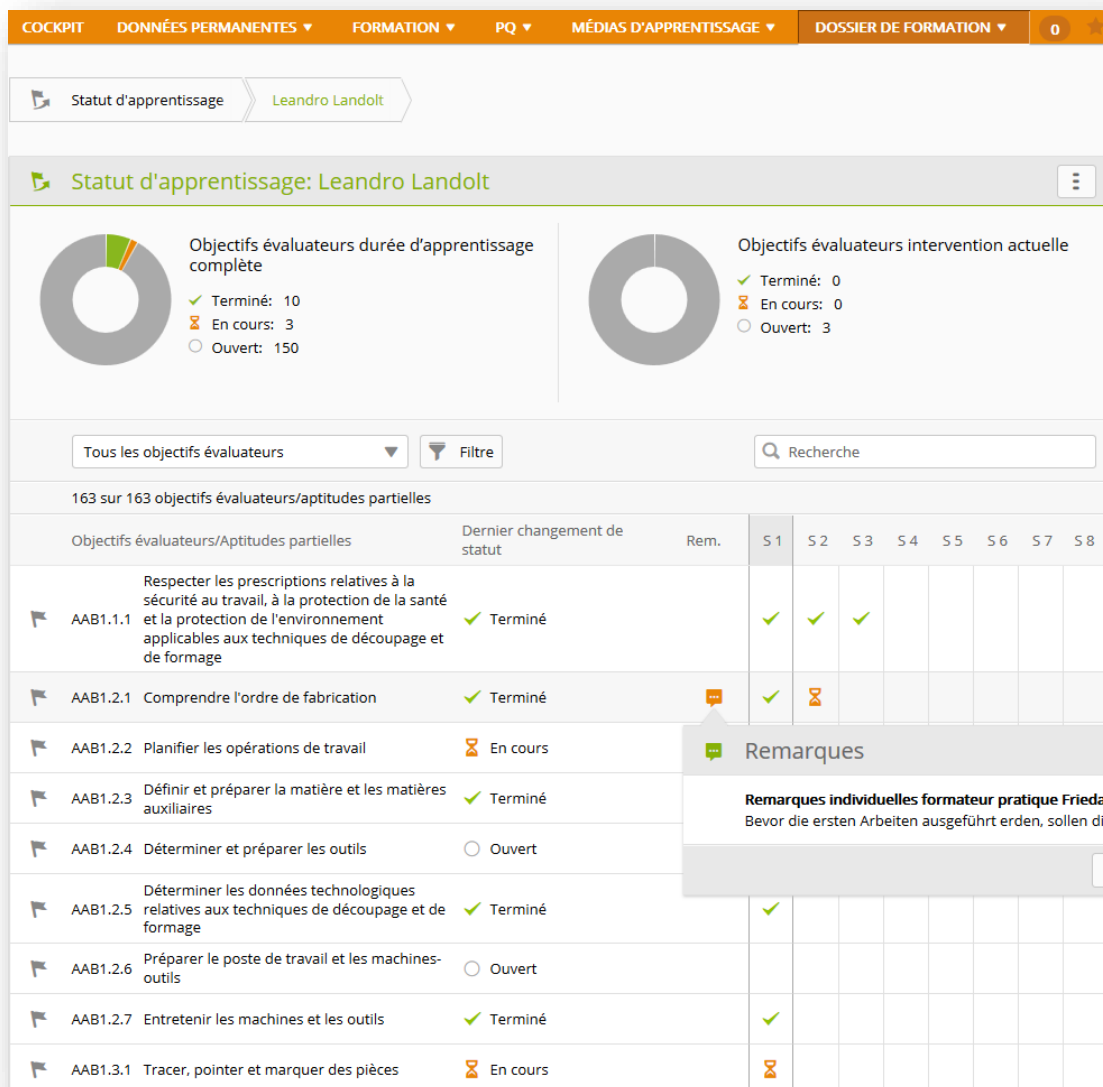 COCKPIT DONNÉES PERMANENTES FORMATION PQ MÉDIAS D'APPRENTISSAGE DOSSIER DE FORMATION 0
Statut d'apprentissage Leandro Landolt
Statut d'apprentissage: Leandro Landolt
Objectifs évaluateurs durée d'apprentissage
complète
Terminé: 10
En cours: 3
Ouvert: 150
Objectifs évaluateurs intervention actuelle
Terminé: 0
En cours: 0
Ouvert: 3
Tous les objectifs évaluateurs Filtre Recherche
163 sur 163 objectifs évaluateurs/aptitudes partielles
Objectifs évaluateurs/Aptitudes partielles
Dernier changement de
statut
Rem. S 1 S 2 S 3 S 4 S 5 S 6 S 7 S 8
Respecter les prescriptions relatives à la
sécurité au travail, à la protection de la santé
AAB1.1.1 et la protection de l'environnement Terminé
applicables aux techniques de découpage et
de formage
AAB1.2.1 Comprendre l'ordre de fabrication Terminé
AAB1.2.2 Planifier les opérations de travail En cours
Remarques
Remarques individuelles formateur pratique Frieda
Bevor die ersten Arbeiten ausgeführt erden, sollen di
Définir et préparer la matière et les matières
AAB1.2.3 auxiliaires Terminé
AAB1.2.4 Déterminer et préparer les outils Ouvert
Déterminer les données technologiques
AAB1.2.5 relatives aux techniques de découpage et de Terminé
formage
Préparer le poste de travail et les machines-
AAB1.2.6 outils Ouvert
AAB1.2.7 Entretenir les machines et les outils Terminé
AAB1.3.1 Tracer, pointer et marquer des pièces En cours